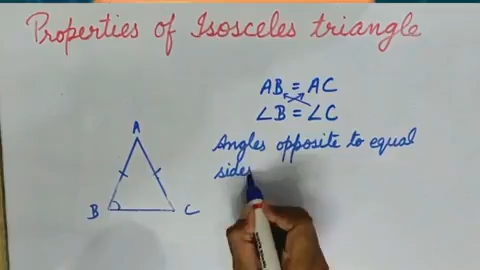 Properties of Isosceles triangle
AB = AC
∠B = ∠C
Angles opposite to equal
sides
A
B
C